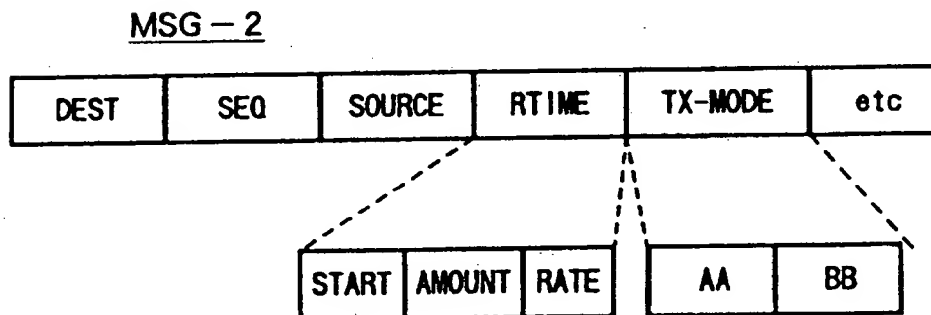 MSG-2
DEST SEQ SOURCE RTIME TX-MODE etc
START AMOUNT RATE AA BB